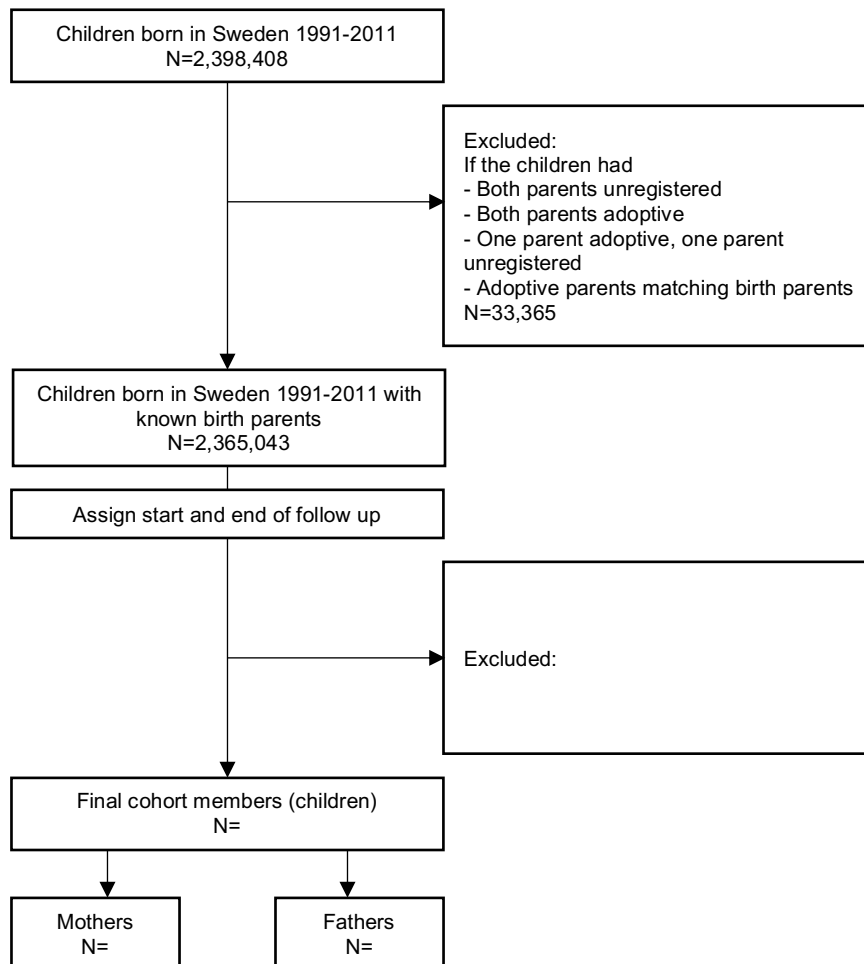 Children born in Sweden 1991-2011
N=2,398,408
Excluded:
If the children had
- Both parents unregistered
- Both parents adoptive
- One parent adoptive, one parent
unregistered
- Adoptive parents matching birth parents
N=33,365
Children born in Sweden 1991-2011 with
known birth parents
N=2,365,043
Assign start and end of follow up
Excluded:
Final cohort members (children)
N=
Mothers
N=
Fathers
N=